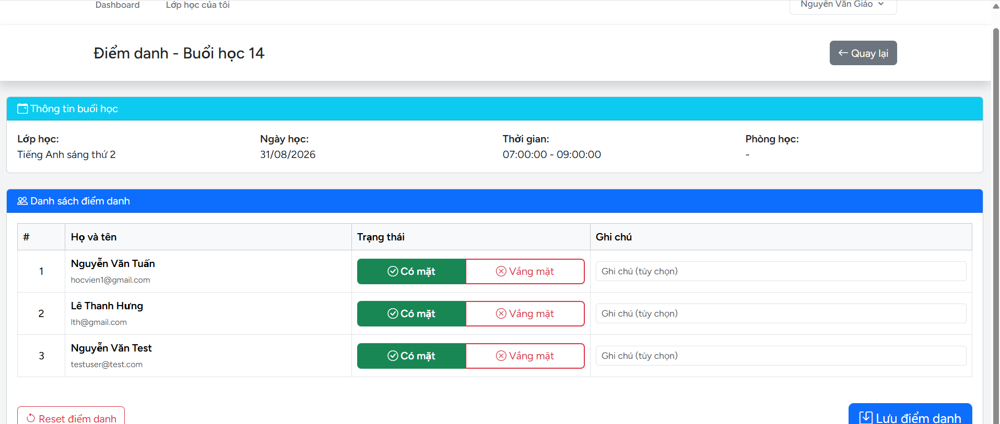 Dashboard Lớp học của tôi Nguyễn Văn Giáo
Điểm danh - Buổi học 14 Quay lại
Thông tin buổi học
Lớp học: Ngày học: Thời gian: Phòng học:
Tiếng Anh sáng thứ 2 31/08/2026 07:00:00 - 09:00:00 -
Danh sách điểm danh
# Họ và tên Trạng thái Ghi chú
1 Nguyễn Văn Tuấn Có mặt Vắng mặt Ghi chú (tùy chọn)
hocvien1@gmail.com
2 Lê Thanh Hưng Có mặt Vắng mặt Ghi chú (tùy chọn)
lth@gmail.com
3 Nguyễn Văn Test Có mặt Vắng mặt Ghi chú (tùy chọn)
testuser@test.com
Reset điểm danh Lưu điểm danh